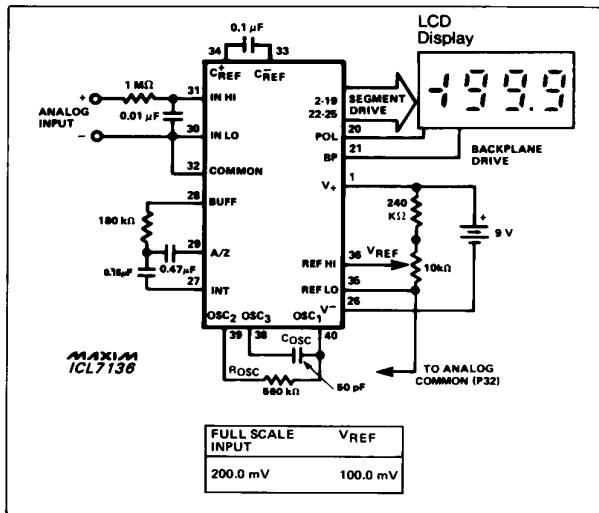 LCD
Display
0.1 µF
34 33
C+REF C-REF
1 MΩ
31
+
IN HI
ANALOG
INPUT
0.01 µF
-
30
IN LO
32
COMMON
28
BUFF
180 kΩ
29
A/Z
0.47µF
27
INT
OSC2 OSC3 OSC1
39 38 40
COSC
ROSC
50 pF
560 kΩ
MAXIM
ICL7136
2-19
22-25
SEGMENT
DRIVE
20
POL
21
BP
BACKPLANE
DRIVE
-199.9
1
V+
240
KΩ
+
9 V
36
REF HI
VREF
10kΩ
35
REF LO
26
V-
TO ANALOG
COMMON (P32)
FULL SCALE VREF
INPUT
200.0 mV 100.0 mV